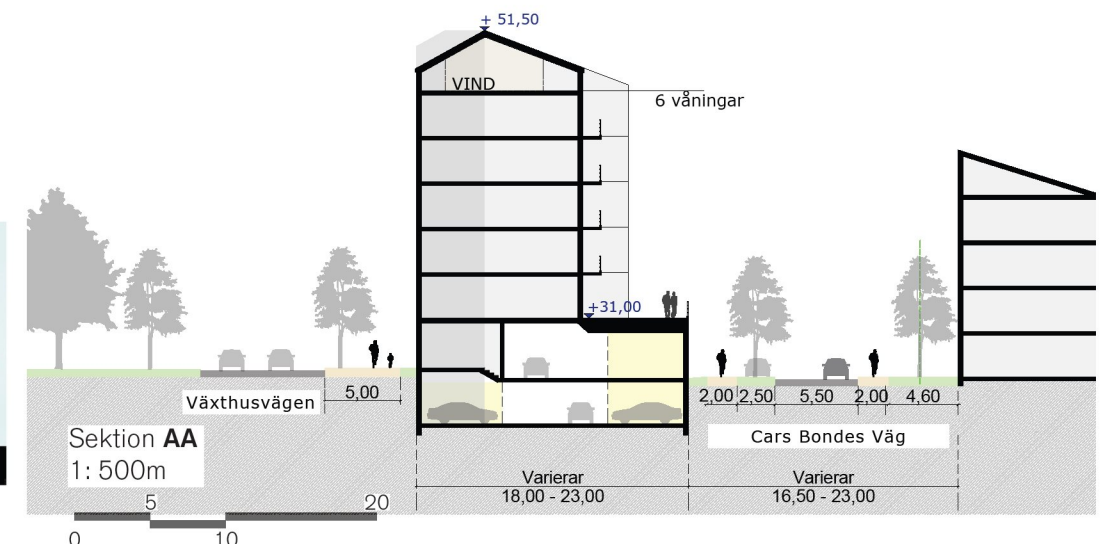 + 51,50
VIND
6 våningar
+31,00
5,00
2,00 2,50 5,50 2,00 4,60
Växthusvägen
Cars Bondes Väg
Sektion AA
1: 500m
Varierar
18,00 - 23,00
Varierar
16,50 - 23,00
5 20
0 10